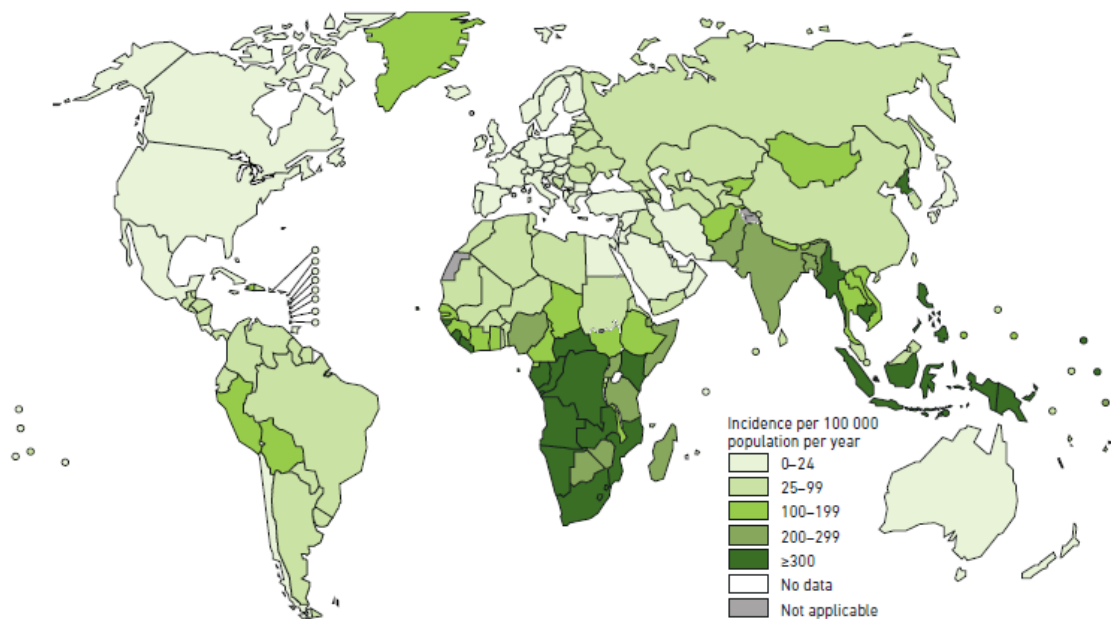 Incidence per 100 000
population per year
0–24
25–99
100–199
200–299
≥300
No data
Not applicable